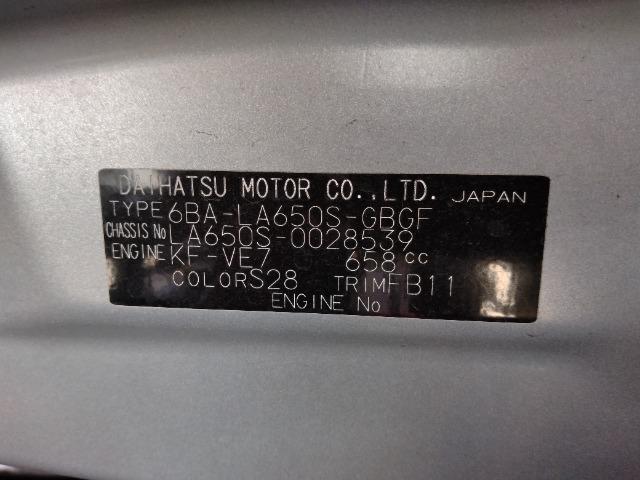 DAIHATSU MOTOR CO.,LTD. JAPAN
TYPE 6BA-LA650S-GBGF
CHASSIS No LA650S-0028539
ENGINE KF-VE7 658cc
COLOR S28 TRIM FB11
ENGINE No